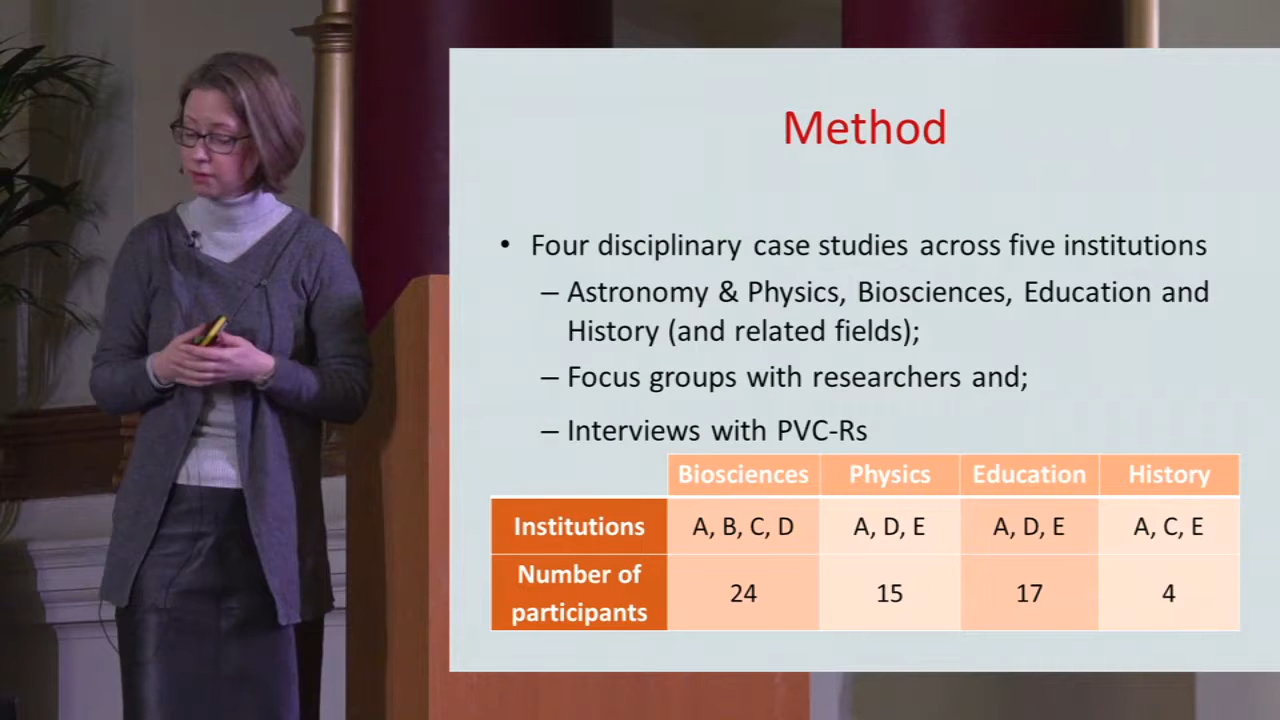 Method
• Four disciplinary case studies across five institutions
– Astronomy & Physics, Biosciences, Education and
History (and related fields);
– Focus groups with researchers and;
– Interviews with PVC-Rs
Biosciences Physics Education History
Institutions A, B, C, D A, D, E A, D, E A, C, E
Number of
participants 24 15 17 4